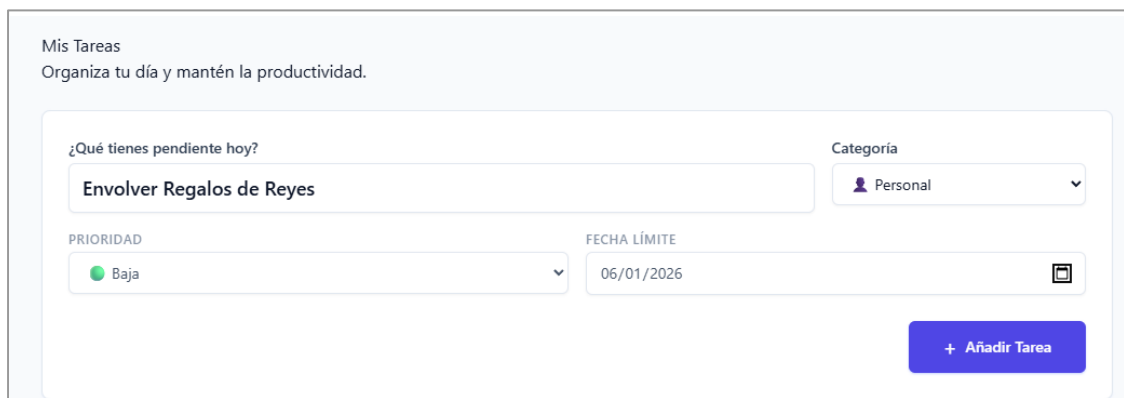 Mis Tareas
Organiza tu día y mantén la productividad.
¿Qué tienes pendiente hoy?
Categoría
Envolver Regalos de Reyes
Personal
PRIORIDAD
FECHA LÍMITE
Baja
06/01/2026
+ Añadir Tarea